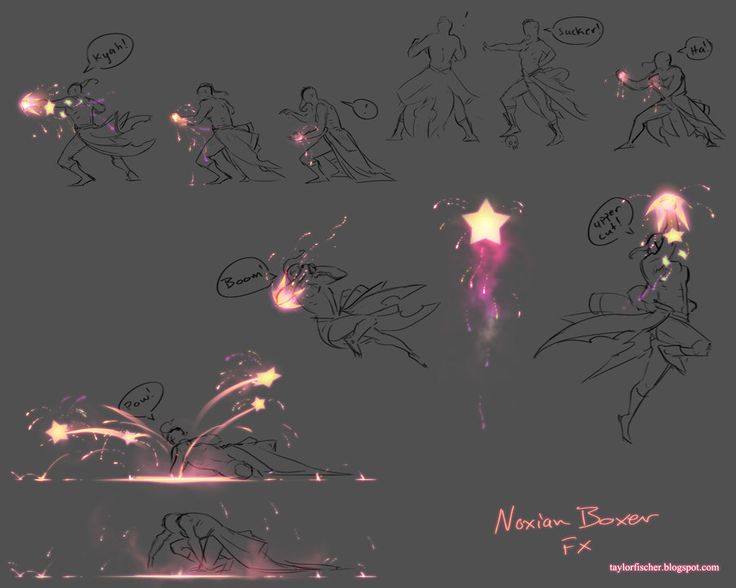 Kyah!
!
!
Sucker!
Ha!
Boom!
upper
cut!
Pow!
Noxian Boxer
FX
taylorfischer.blogspot.com